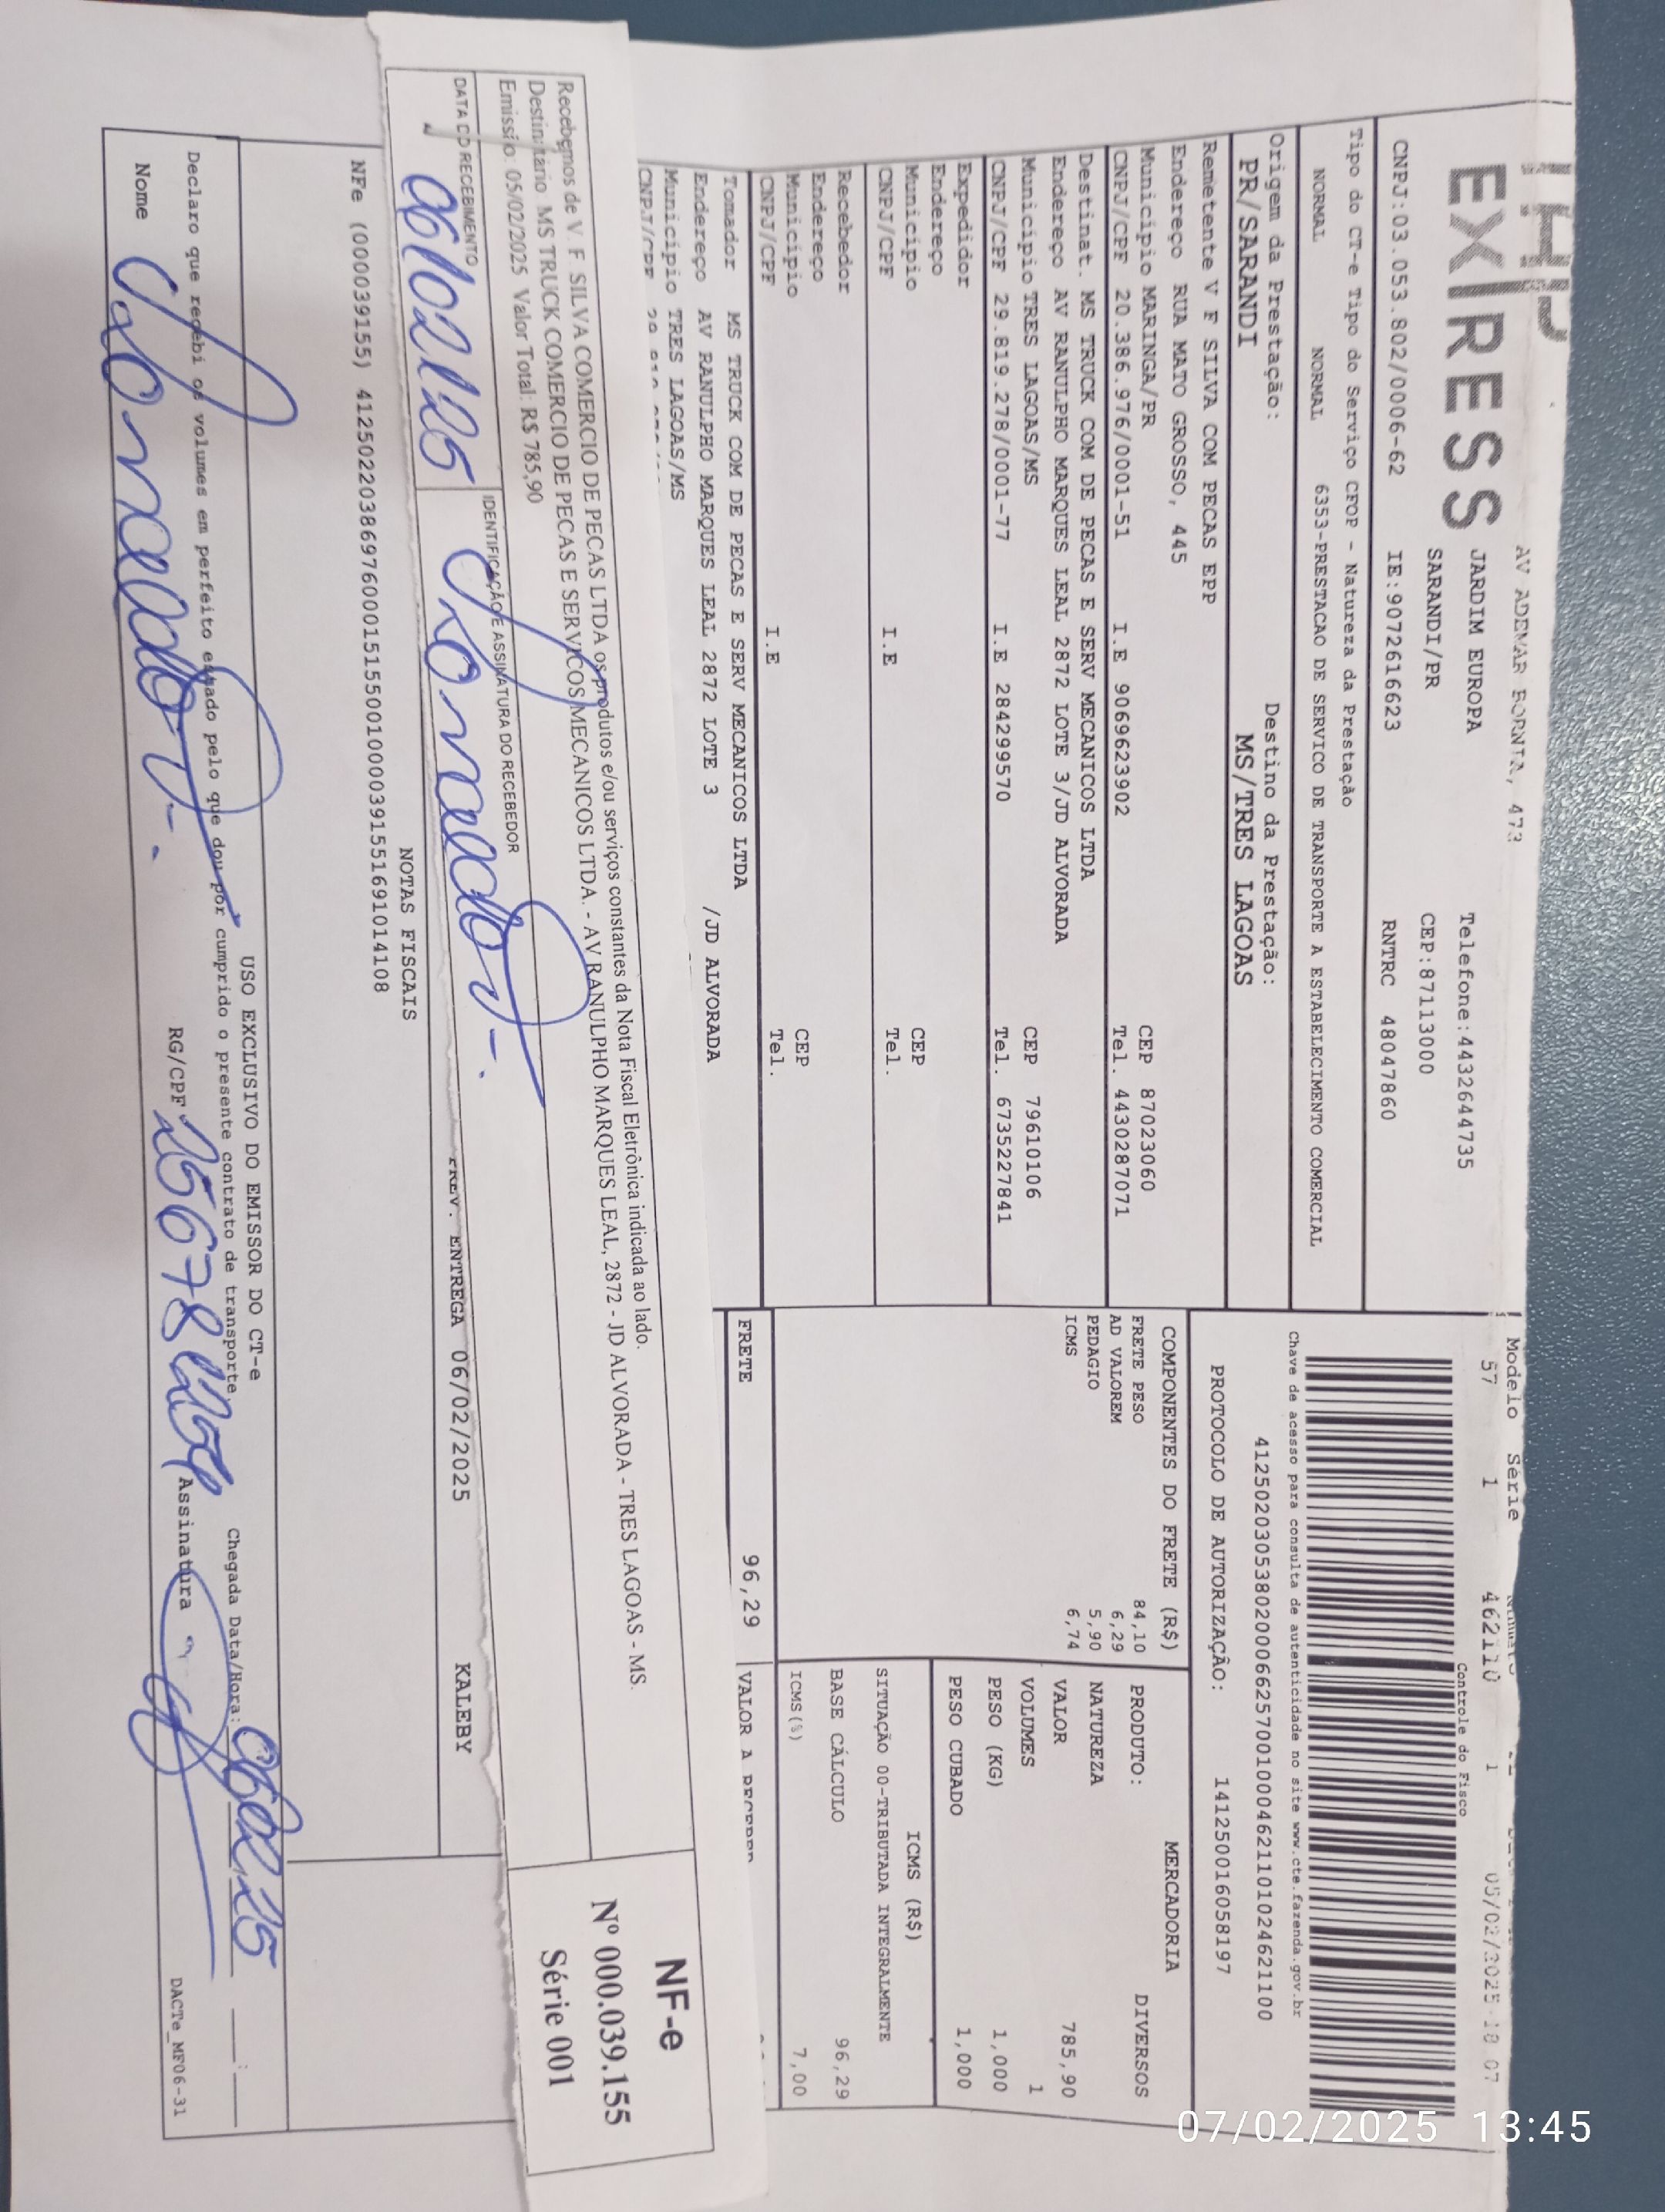 EXPRESS
AV ADEMAR BORNIA, 473
JARDIM EUROPA
SARANDI/PR
Telefone:4432644735
CEP:87113000
CNPJ:03.053.802/0006-62 IE:9072616623 RNTRC 48047860
Modelo Série
57 1 462110 1 05/02/2025 18 07
Controle do Fisco
Tipo do CT-e Tipo do Serviço CFOP - Natureza da Prestação
NORMAL NORMAL 6353-PRESTACAO DE SERVICO DE TRANSPORTE A ESTABELECIMENTO COMERCIAL
Chave de acesso para consulta de autenticidade no site www.cte.fazenda.gov.br
41250203053802000662570010004621101024621100
PROTOCOLO DE AUTORIZAÇÃO: 141250016058197
Origem da Prestação: Destino da Prestação:
PR/SARANDI MS/TRES LAGOAS
Remetente V F SILVA COM PECAS EPP
Endereço RUA MATO GROSSO, 445
Municipio MARINGA/PR CEP 87023060
CNPJ/CPF 20.386.976/0001-51 I.E 9069623902 Tel. 4430287071
Destinat. MS TRUCK COM DE PECAS E SERV MECANICOS LTDA
Endereço AV RANULPHO MARQUES LEAL 2872 LOTE 3/JD ALVORADA
Municipio TRES LAGOAS/MS CEP 79610106
CNPJ/CPF 29.819.278/0001-77 I.E 284299570 Tel. 6735227841
Expedidor
Endereço
Municipio CEP
CNPJ/CPF I.E Tel.
Recebedor
Endereço
Municipio CEP
CNPJ/CPF I.E Tel.
Tomador MS TRUCK COM DE PECAS E SERV MECANICOS LTDA
Endereço AV RANULPHO MARQUES LEAL 2872 LOTE 3 /JD ALVORADA
Municipio TRES LAGOAS/MS
CNPJ/CPF
COMPONENTES DO FRETE (R$)
FRETE PESO 84,10
AD VALOREM 6,29
PEDAGIO 5,90
ICMS 6,74
MERCADORIA
PRODUTO: DIVERSOS
NATUREZA
VALOR 785,90
VOLUMES 1
PESO (KG) 1,000
PESO CUBADO 1,000
ICMS (R$)
SITUAÇÃO 00-TRIBUTADA INTEGRALMENTE
BASE CÁLCULO 96,29
ICMS(%) 7,00
FRETE 96,29 VALOR A RECEBER
Recebemos de V. F. SILVA COMERCIO DE PECAS LTDA os produtos e/ou serviços constantes da Nota Fiscal Eletrônica indicada ao lado.
Destinatário: MS TRUCK COMERCIO DE PECAS E SERVICOS MECANICOS LTDA. - AV RANULPHO MARQUES LEAL, 2872 - JD ALVORADA - TRES LAGOAS - MS.
Emissão: 05/02/2025 Valor Total: R$ 785,90
DATA DO RECEBIMENTO IDENTIFICAÇÃO E ASSINATURA DO RECEBEDOR
NF-e
Nº 000.039.155
Série 001
PREV. ENTREGA 06/02/2025 KALEBY
NOTAS FISCAIS
NFe (000039155) 41250220386976000151550010000391551691014108
USO EXCLUSIVO DO EMISSOR DO CT-e
Declaro que recebi os volumes em perfeito estado pelo que dou por cumprido o presente contrato de transporte.
Chegada Data/Hora: 06/02/25 :
Nome RG/CPF Assinatura
DACTe_MF06-31
07/02/2025 13:45